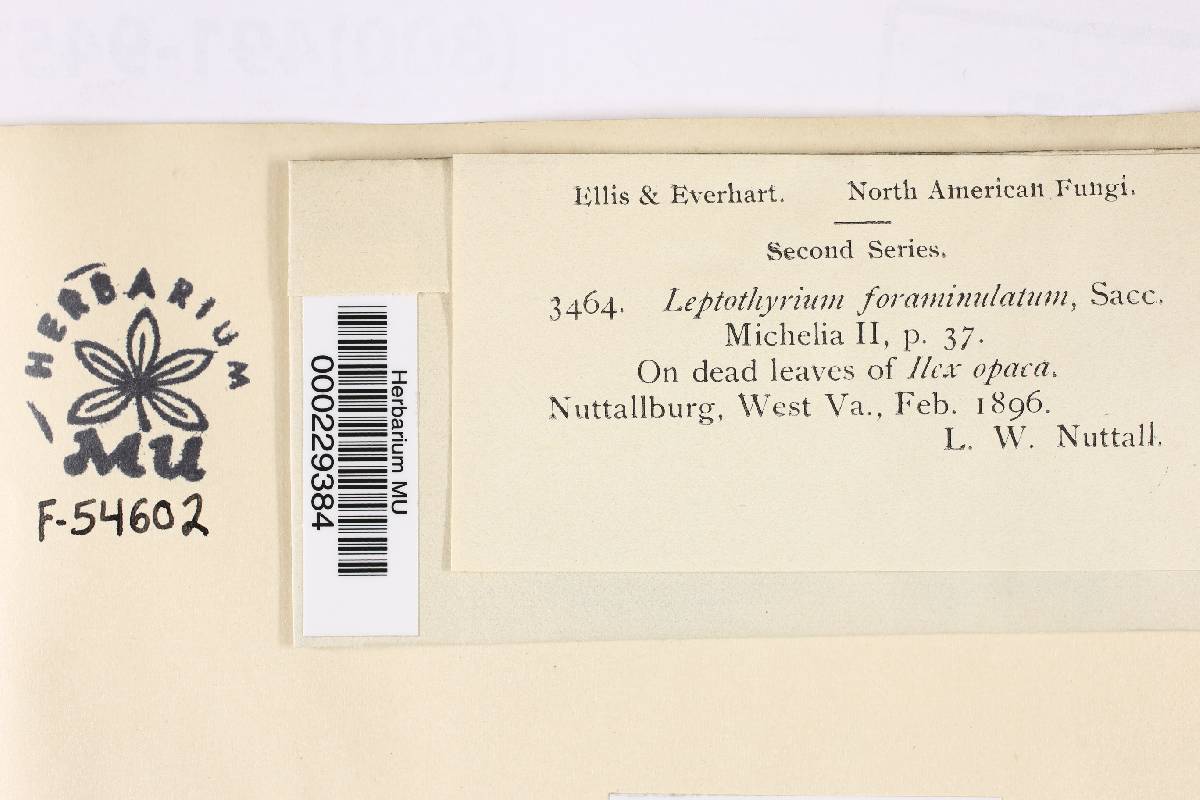 Ellis & Everhart. North American Fungi.
Second Series.
3464. Leptothyrium foraminulatum, Sacc.
Michelia II, p. 37.
On dead leaves of Ilex opaca.
Nuttallburg, West Va., Feb. 1896.
L. W. Nuttall.
HERBARIUM
MU
F-54602
Herbarium MU
000229384